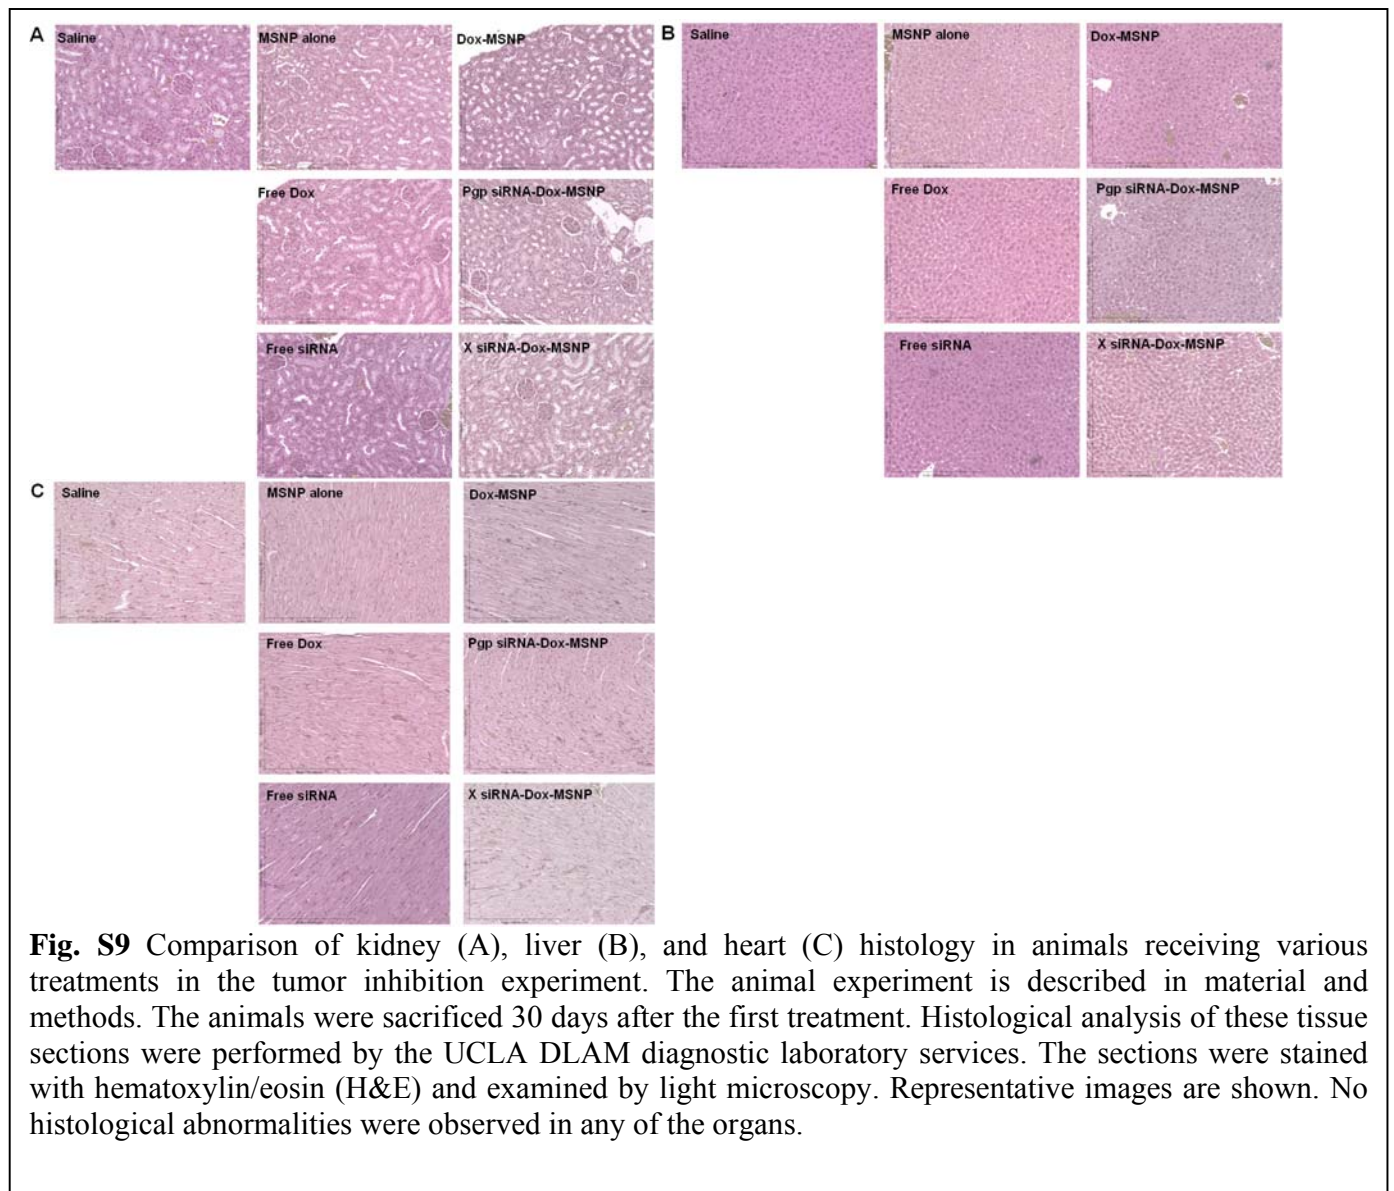 A
Saline
MSNP alone
Dox-MSNP
Free Dox
Pgp siRNA-Dox-MSNP
Free siRNA
X siRNA-Dox-MSNP
B
Saline
MSNP alone
Dox-MSNP
Free Dox
Pgp siRNA-Dox-MSNP
Free siRNA
X siRNA-Dox-MSNP
C
Saline
MSNP alone
Dox-MSNP
Free Dox
Pgp siRNA-Dox-MSNP
Free siRNA
X siRNA-Dox-MSNP
Fig. S9 Comparison of kidney (A), liver (B), and heart (C) histology in animals receiving various
treatments in the tumor inhibition experiment. The animal experiment is described in material and
methods. The animals were sacrificed 30 days after the first treatment. Histological analysis of these tissue
sections were performed by the UCLA DLAM diagnostic laboratory services. The sections were stained
with hematoxylin/eosin (H&E) and examined by light microscopy. Representative images are shown. No
histological abnormalities were observed in any of the organs.